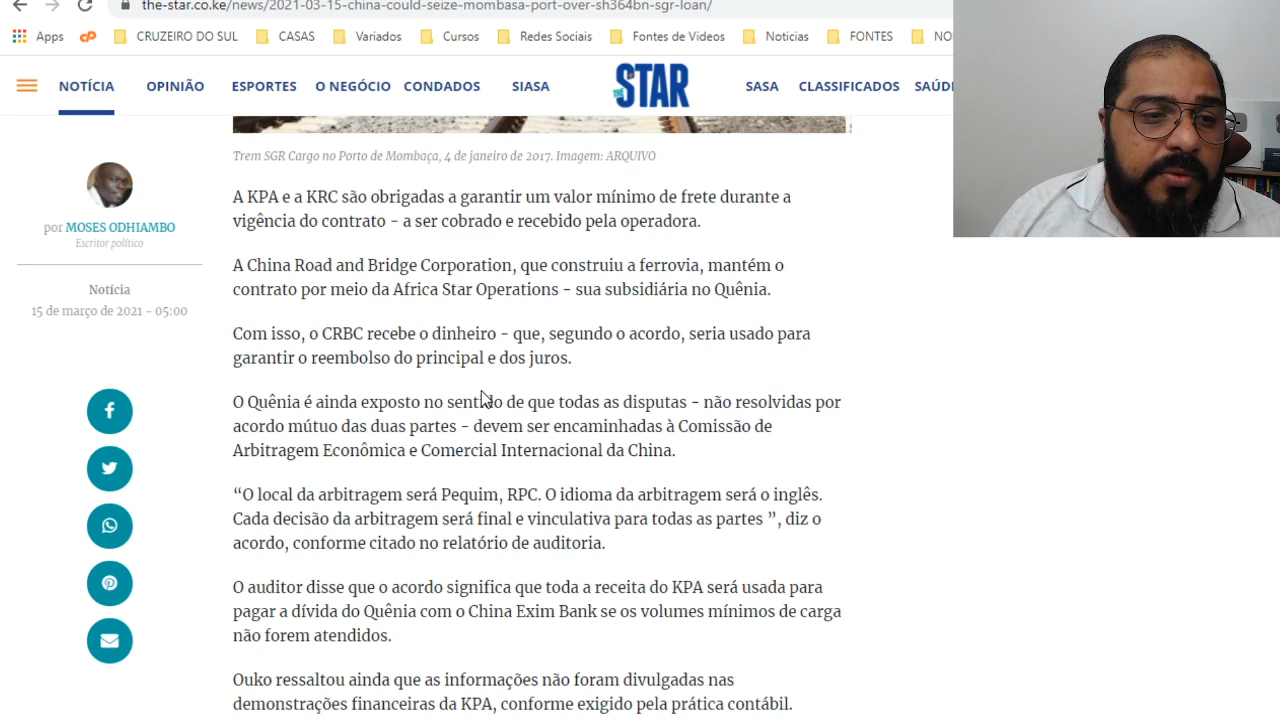 the-star.co.ke/news/2021-03-15-china-could-seize-mombasa-port-over-sh364bn-sgr-loan/
Apps CRUZEIRO DO SUL CASAS Variados Cursos Redes Sociais Fontes de Videos Noticias FONTES NO
NOTÍCIA OPINIÃO ESPORTES O NEGÓCIO CONDADOS SIASA THE STAR SASA CLASSIFICADOS SAÚD
Trem SGR Cargo no Porto de Mombaça, 4 de janeiro de 2017. Imagem: ARQUIVO
por MOSES ODHIAMBO
Escritor político
Notícia
15 de março de 2021 - 05:00
A KPA e a KRC são obrigadas a garantir um valor mínimo de frete durante a
vigência do contrato - a ser cobrado e recebido pela operadora.
A China Road and Bridge Corporation, que construiu a ferrovia, mantém o
contrato por meio da Africa Star Operations - sua subsidiária no Quênia.
Com isso, o CRBC recebe o dinheiro - que, segundo o acordo, seria usado para
garantir o reembolso do principal e dos juros.
O Quênia é ainda exposto no sentido de que todas as disputas - não resolvidas por
acordo mútuo das duas partes - devem ser encaminhadas à Comissão de
Arbitragem Econômica e Comercial Internacional da China.
“O local da arbitragem será Pequim, RPC. O idioma da arbitragem será o inglês.
Cada decisão da arbitragem será final e vinculativa para todas as partes ”, diz o
acordo, conforme citado no relatório de auditoria.
O auditor disse que o acordo significa que toda a receita do KPA será usada para
pagar a dívida do Quênia com o China Exim Bank se os volumes mínimos de carga
não forem atendidos.
Ouko ressaltou ainda que as informações não foram divulgadas nas
demonstrações financeiras da KPA, conforme exigido pela prática contábil.